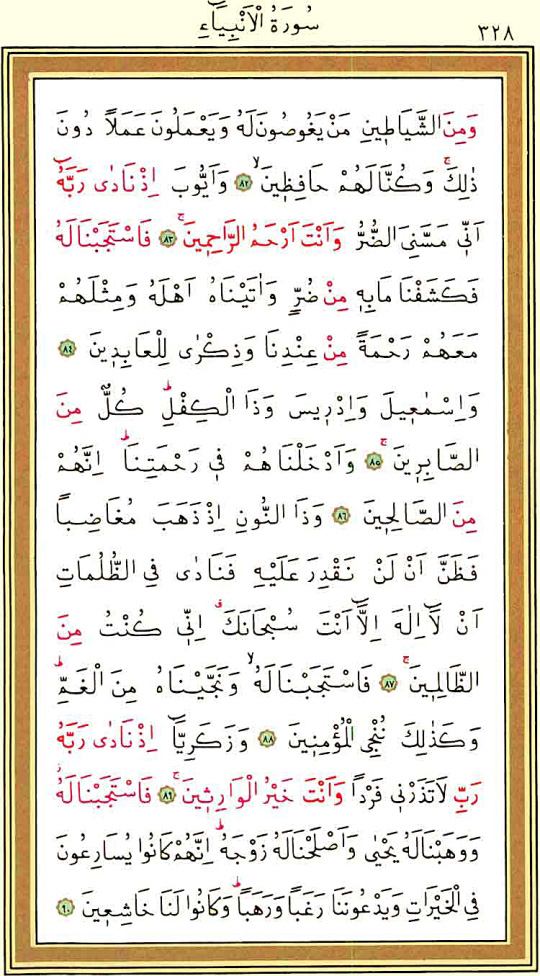 سُورَةُ الْاَنْبِيَٓاءِ ٣٢٨
وَمِنَ الشَّيَاط۪ينِ مَنْ يَغُوصُونَ لَهُ وَيَعْمَلُونَ عَمَلاً دُونَ
ذٰلِكَۚ وَكُنَّا لَهُمْ حَافِظ۪ينَۙ ﴿٨٢﴾ وَاَيُّوبَ اِذْ نَادٰى رَبَّهُٓ
اَنّ۪ي مَسَّنِيَ الضُّرُّ وَاَنْتَ اَرْحَمُ الرَّاحِم۪ينَۚ ﴿٨٣﴾ فَاسْتَجَبْنَا لَهُ
فَكَشَفْنَا مَا بِه۪ مِنْ ضُرٍّ وَاٰتَيْنَاهُ اَهْلَهُ وَمِثْلَهُمْ
مَعَهُمْ رَحْمَةً مِنْ عِنْدِنَا وَذِكْرٰى لِلْعَابِد۪ينَ ﴿٨٤﴾
وَاِسْمٰع۪يلَ وَاِدْر۪يسَ وَذَا الْكِفْلِۜ كُلٌّ مِنَ
الصَّابِر۪ينَۚ ﴿٨٥﴾ وَاَدْخَلْنَاهُمْ ف۪ي رَحْمَتِنَاۜ اِنَّهُمْ
مِنَ الصَّالِح۪ينَ ﴿٨٦﴾ وَذَا النُّونِ اِذْ ذَهَبَ مُغَاضِباً
فَظَنَّ اَنْ لَنْ نَقْدِرَ عَلَيْهِ فَنَادٰى فِي الظُّلُمَاتِ
اَنْ لَٓا اِلٰهَ اِلَّٓا اَنْتَ سُبْحَانَكَۗ اِنّ۪ي كُنْتُ مِنَ
الظَّالِم۪ينَۚ ﴿٨٧﴾ فَاسْتَجَبْنَا لَهُۙ وَنَجَّيْنَاهُ مِنَ الْغَمِّۜ
وَكَذٰلِكَ نُنْجِي الْمُؤْمِن۪ينَ ﴿٨٨﴾ وَزَكَرِيَّٓا اِذْ نَادٰى رَبَّهُ
رَبِّ لَا تَذَرْن۪ي فَرْداً وَاَنْتَ خَيْرُ الْوَارِث۪ينَۚ ﴿٨٩﴾ فَاسْتَجَبْنَا لَهُۘ
وَوَهَبْنَا لَهُ يَحْيٰى وَاَصْلَحْنَا لَهُ زَوْجَهُۜ اِنَّهُمْ كَانُوا يُسَارِعُونَ
فِي الْخَيْرَاتِ وَيَدْعُونَنَا رَغَباً وَرَهَباًۜ وَكَانُوا لَنَا خَاشِع۪ينَ ﴿٩٠﴾